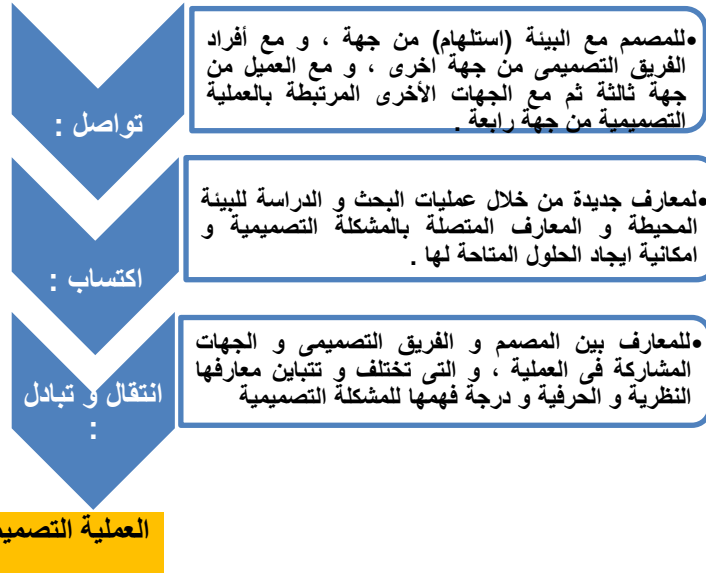 تواصل :
•للمصمم مع البيئة (استلهام) من جهة ، و مع أفراد
الفريق التصميمى من جهة اخرى ، و مع العميل من
جهة ثالثة ثم مع الجهات الأخرى المرتبطة بالعملية
التصميمية من جهة رابعة .
اكتساب :
•لمعارف جديدة من خلال عمليات البحث و الدراسة للبيئة
المحيطة و المعارف المتصلة بالمشكلة التصميمية و
امكانية ايجاد الحلول المتاحة لها .
انتقال و تبادل
:
•للمعارف بين المصمم و الفريق التصميمى و الجهات
المشاركة فى العملية ، و التى تختلف و تتباين معارفها
النظرية و الحرفية و درجة فهمها للمشكلة التصميمية
العملية